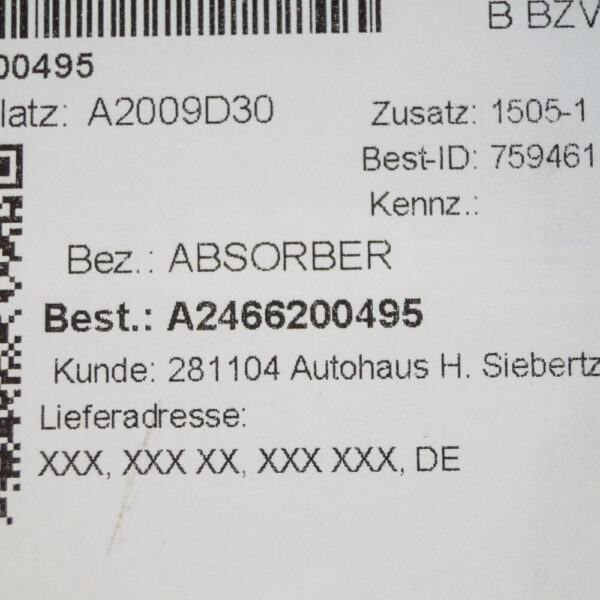 B BZV
00495
latz: A2009D30
Zusatz: 1505-1
Best-ID: 759461
Kennz.:
Bez.: ABSORBER
Best.: A2466200495
Kunde: 281104 Autohaus H. Siebertz
Lieferadresse:
XXX, XXX XX, XXX XXX, DE